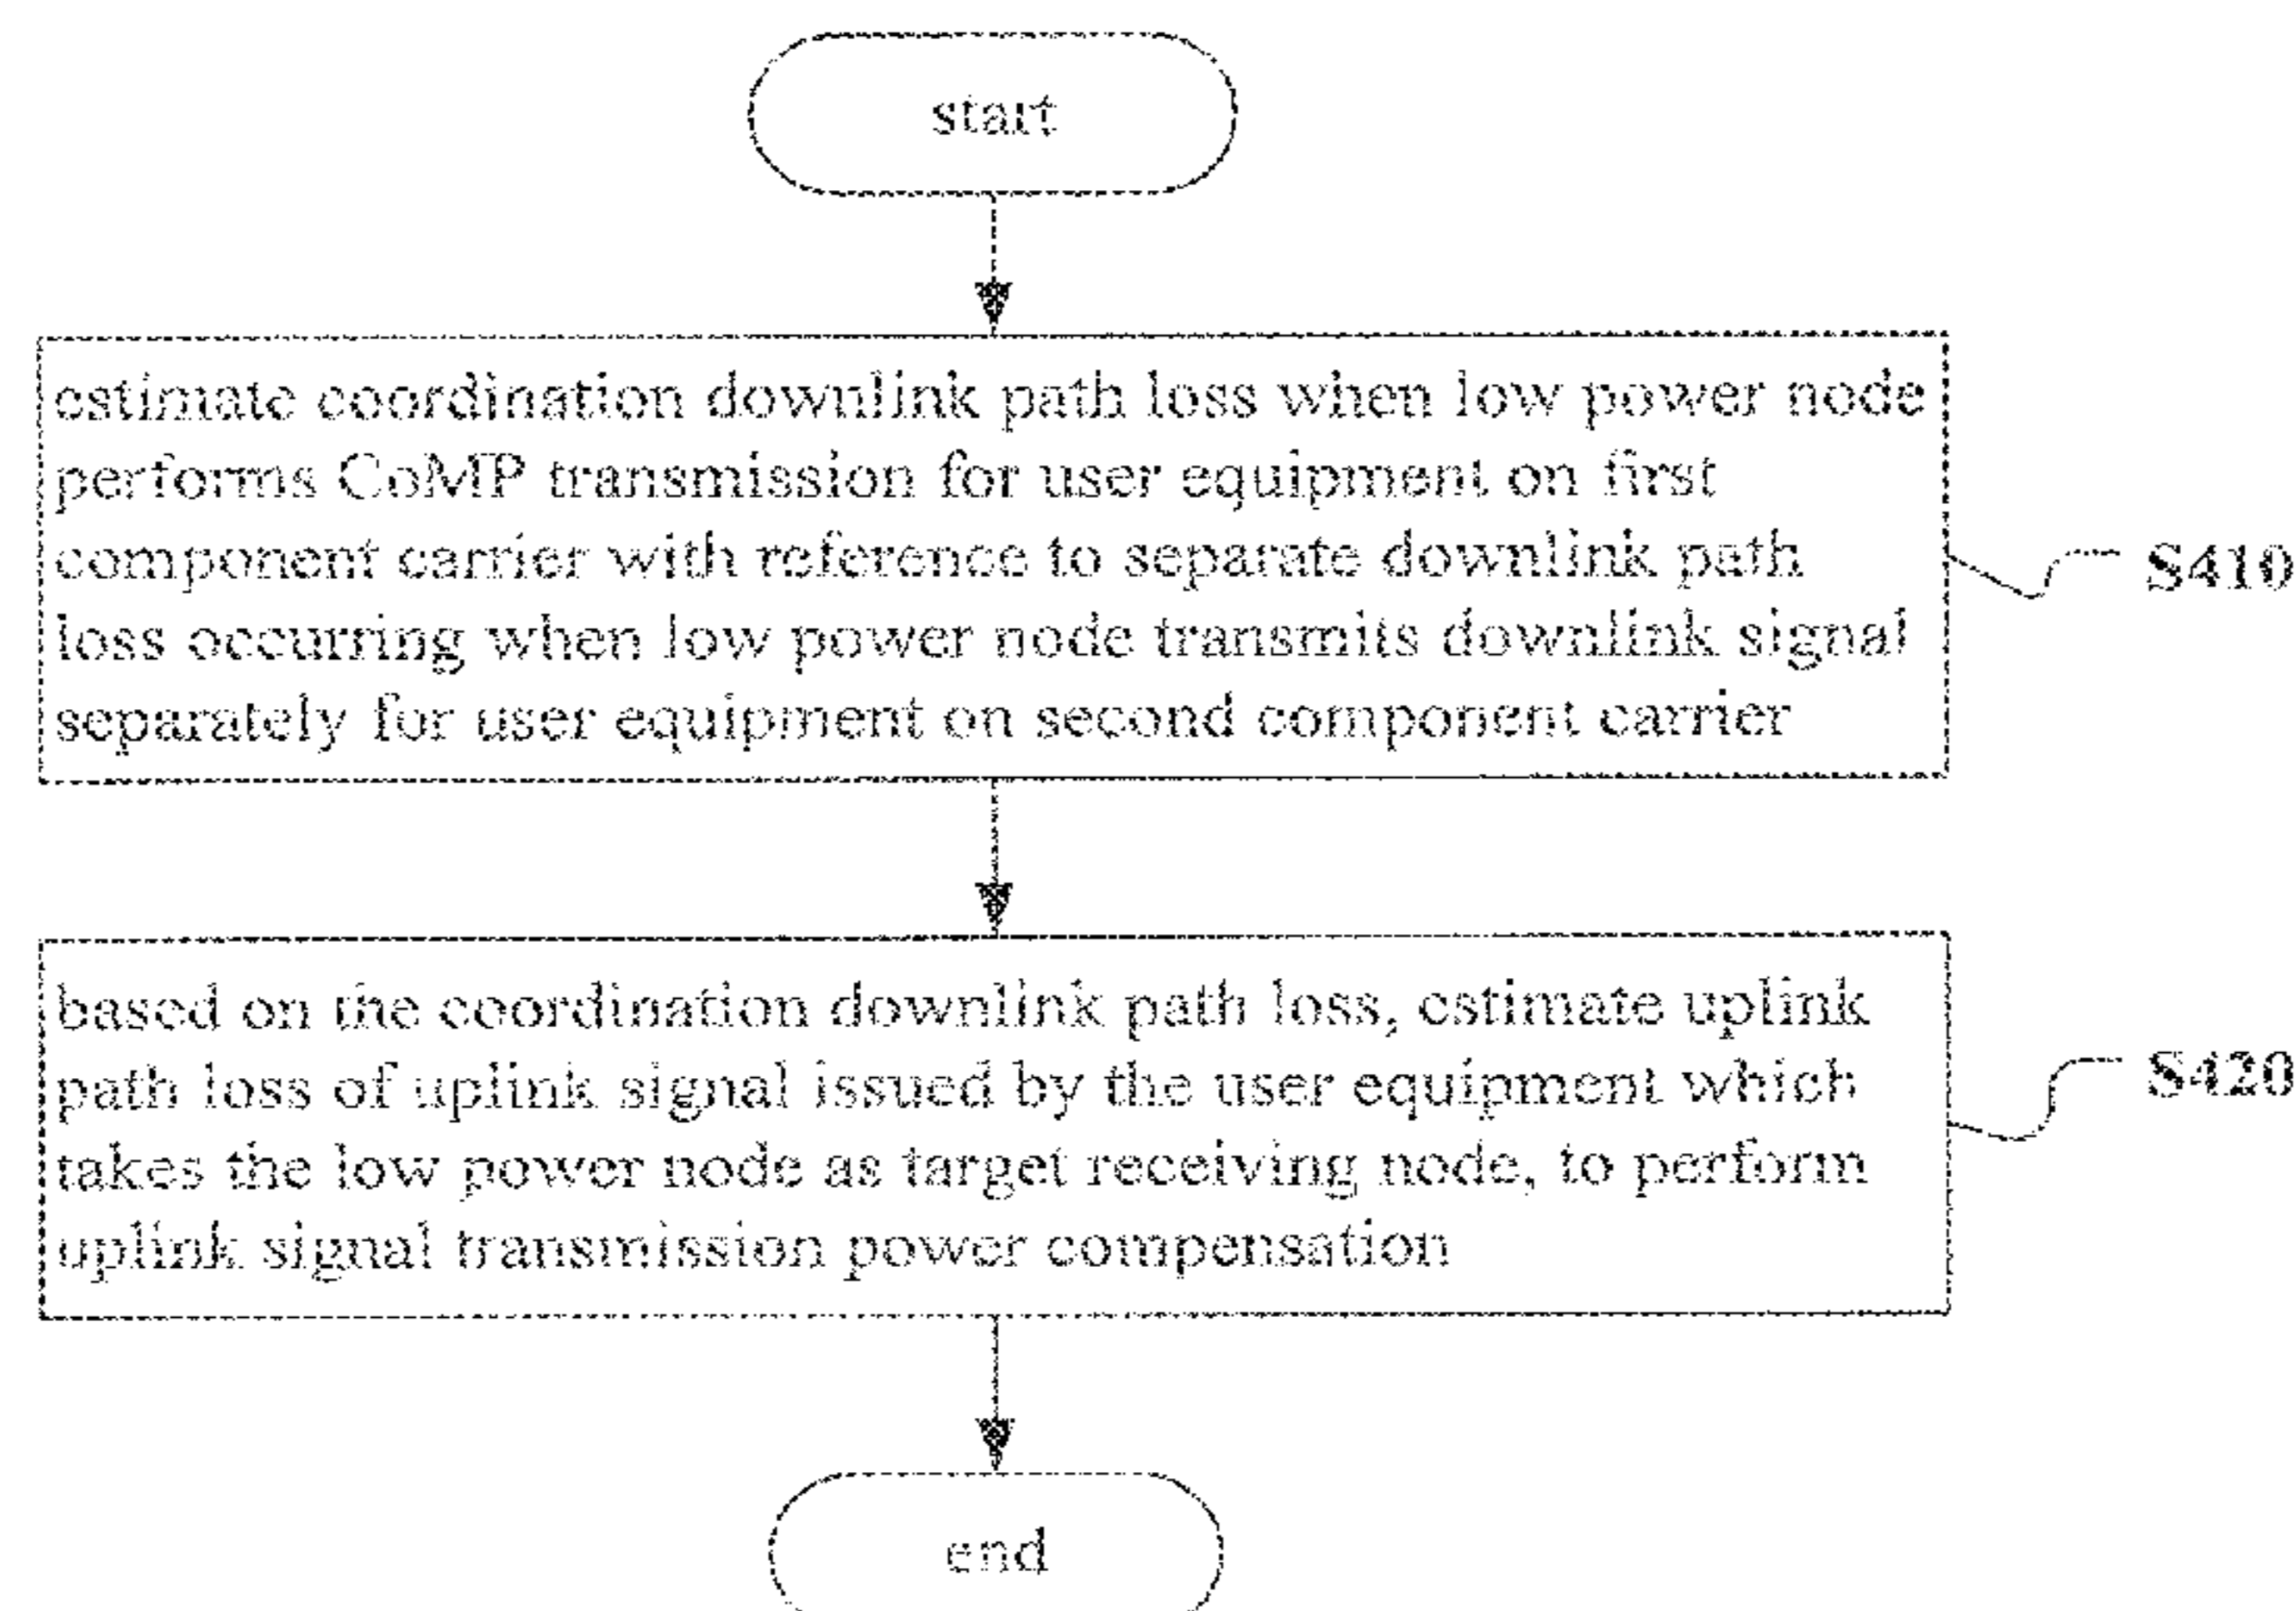 start
estimate coordination downlink path loss when low power node
performs CoMP transmission for user equipment on first
component carrier with reference to separate downlink path
loss occurring when low power node transmits downlink signal
separately for user equipment on second component carrier
S410
based on the coordination downlink path loss, estimate uplink
path loss of uplink signal issued by the user equipment which
takes the low power node as target receiving node, to perform
uplink signal transmission power compensation
S420
end